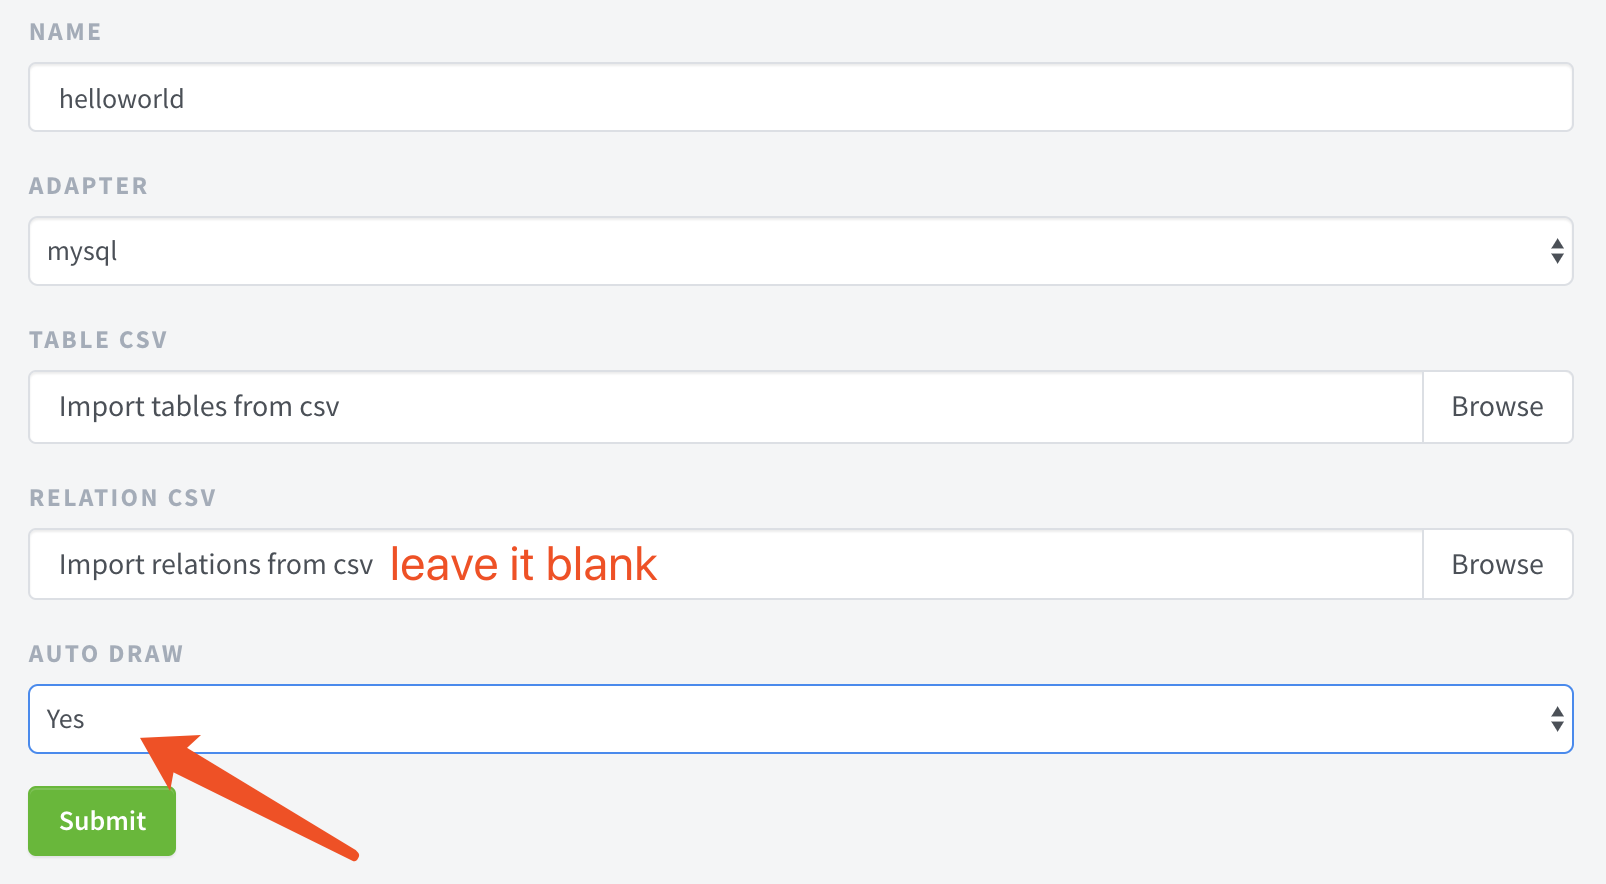 NAME
helloworld
ADAPTER
mysql
TABLE CSV
Import tables from csv Browse
RELATION CSV
Import relations from csv leave it blank Browse
AUTO DRAW
Yes
Submit